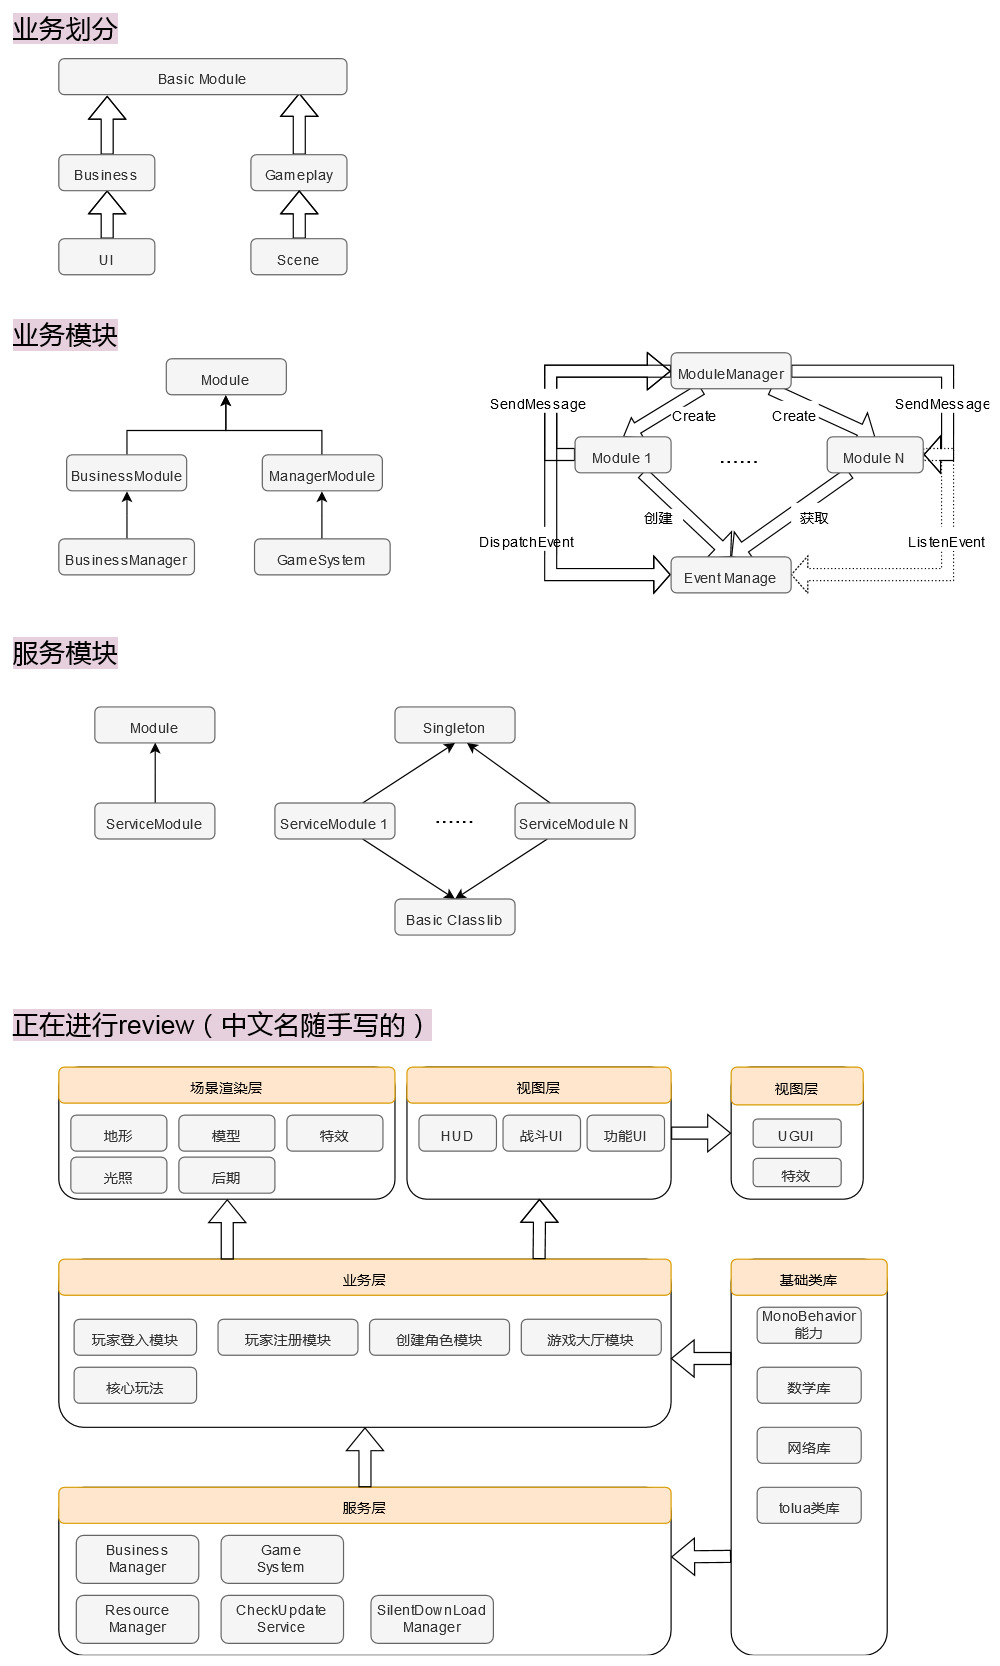 业务划分
Basic Module
Business
Gameplay
UI
Scene
业务模块
Module
BusinessModule
ManagerModule
BusinessManager
GameSystem
ModuleManager
SendMessage
Create
Create
SendMessage
Module 1
......
Module N
创建
获取
DispatchEvent
ListenEvent
Event Manage
服务模块
Module
ServiceModule
Singleton
ServiceModule 1
......
ServiceModule N
Basic Classlib
正在进行review（中文名随手写的）
场景渲染层
地形
模型
特效
光照
后期
视图层
HUD
战斗UI
功能UI
视图层
UGUI
特效
业务层
玩家登入模块
玩家注册模块
创建角色模块
游戏大厅模块
核心玩法
基础类库
MonoBehavior
能力
数学库
网络库
tolua类库
服务层
Business
Manager
Game
System
Resource
Manager
CheckUpdate
Service
SilentDownLoad
Manager